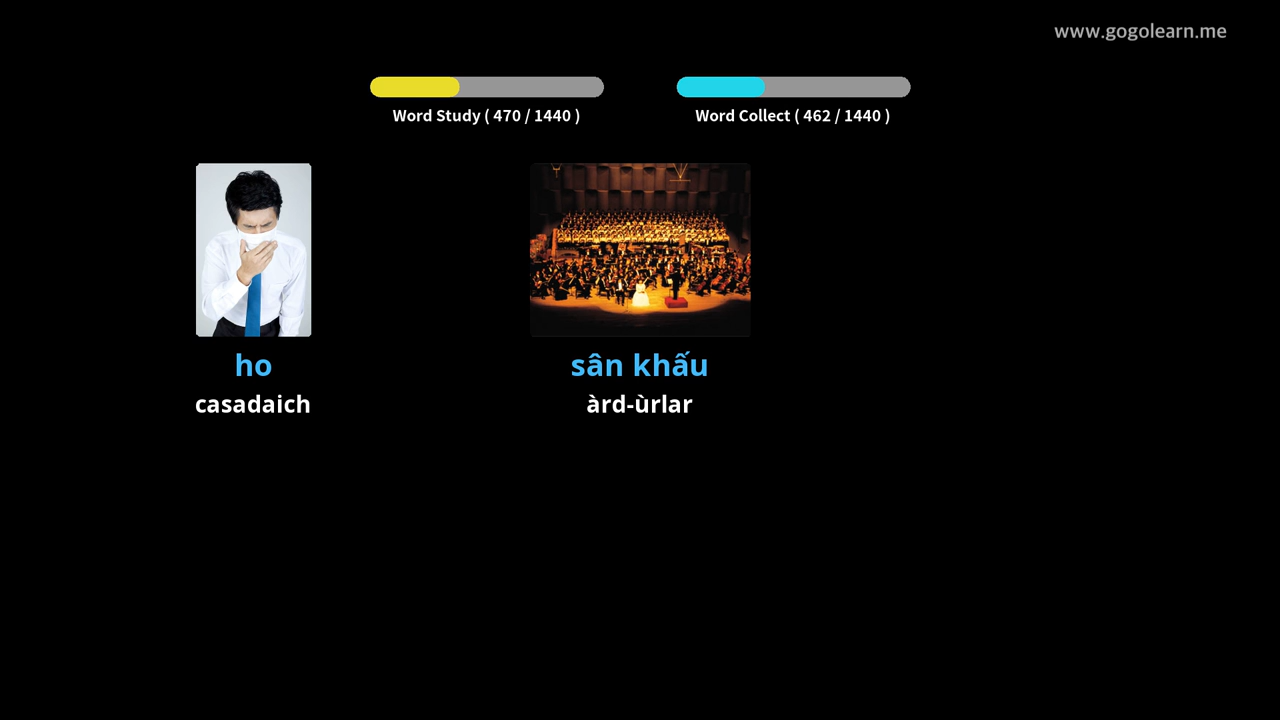 www.gogolearn.me
Word Study ( 470 / 1440 )
Word Collect ( 462 / 1440 )
ho
casadaich
sân khấu
àrd-ùrlar